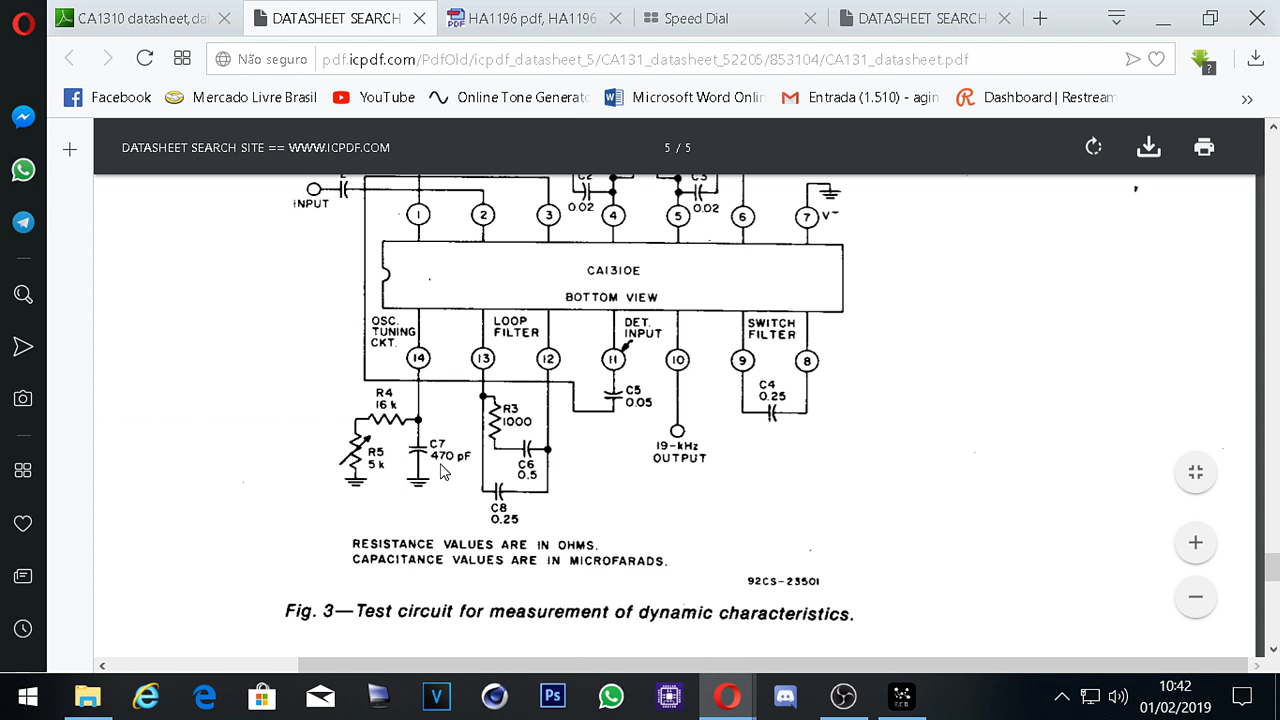 CA1310 datasheet,da
DATASHEET SEARCH
HA1196 pdf, HA1196
Speed Dial
DATASHEET SEARCH
Não seguro
pdf.icpdf.com/PdfOld/icpdf_datasheet_5/CA131_datasheet_52205/853104/CA131_datasheet.pdf
?
Facebook
Mercado Livre Brasil
YouTube
Online Tone Generato
Microsoft Word Onlin
Entrada (1.510) - agin
Dashboard | Restream
DATASHEET SEARCH SITE == WWW.ICPDF.COM
5 / 5
INPUT
C2
0.02
C3
0.02
V-
1 2 3 4 5 6 7
CA1310E
BOTTOM VIEW
OSC.
TUNING
CKT.
LOOP
FILTER
DET.
INPUT
SWITCH
FILTER
14 13 12 11 10 9 8
R4
16 k
R5
5 k
C7
470 pF
R3
1000
C6
0.5
C8
0.25
C5
0.05
19-kHz
OUTPUT
C4
0.25
RESISTANCE VALUES ARE IN OHMS.
CAPACITANCE VALUES ARE IN MICROFARADS.
92CS-23501
Fig. 3—Test circuit for measurement of dynamic characteristics.
V
Ps
10:42
01/02/2019